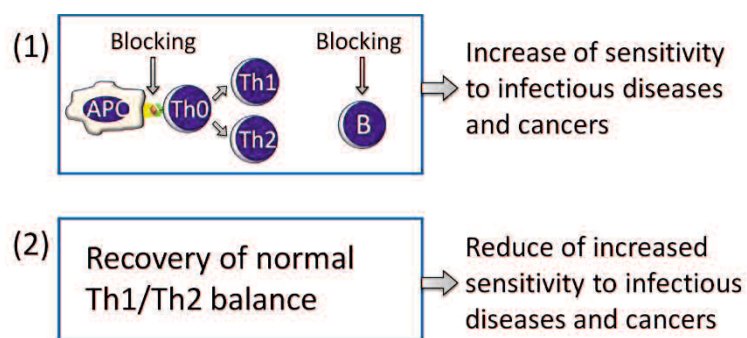 (1)
Blocking
Blocking
APC
Th0
Th1
Th2
B
Increase of sensitivity
to infectious diseases
and cancers
(2)
Recovery of normal
Th1/Th2 balance
Reduce of increased
sensitivity to infectious
diseases and cancers